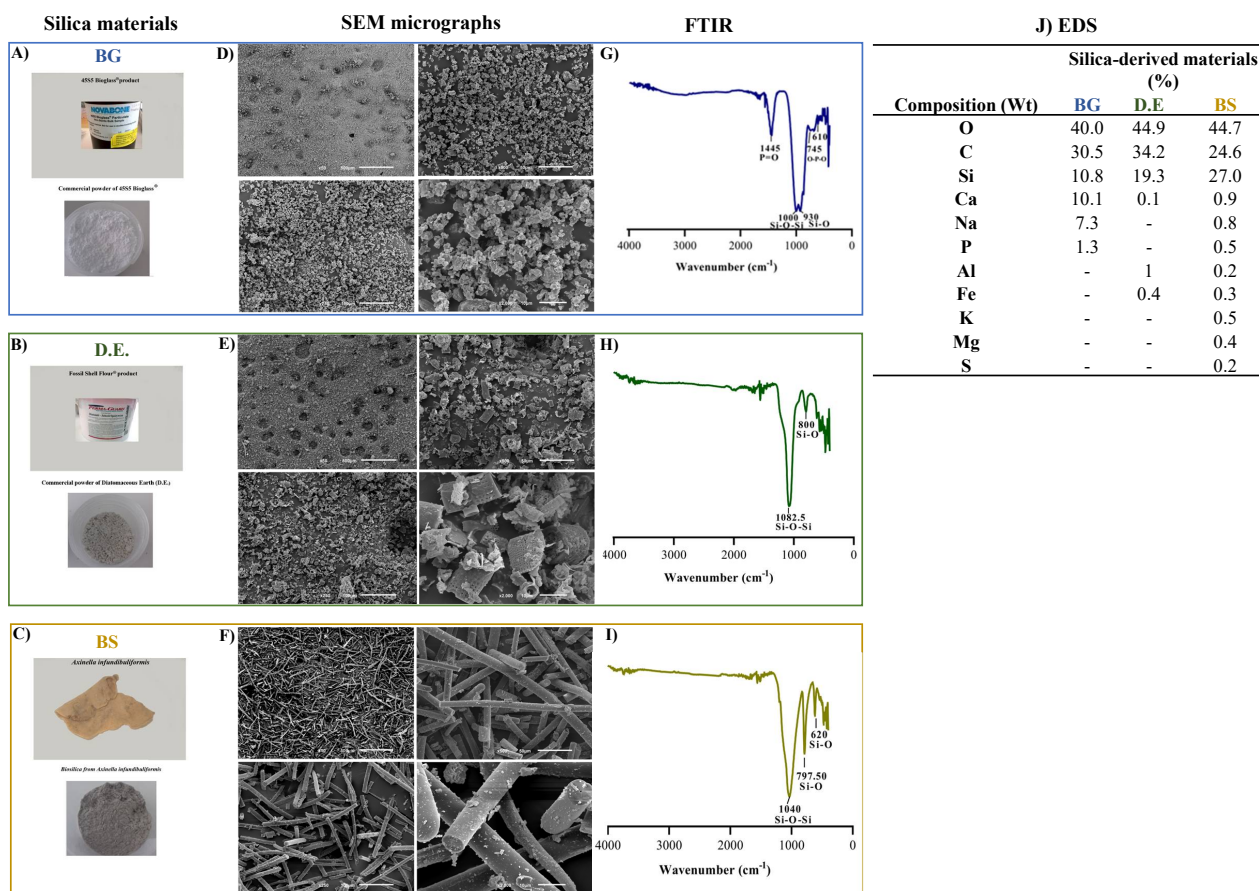 Silica materials
SEM micrographs
FTIR
J) EDS
A)
BG
45S5 Bioglass®product
NOVABONE
Commercial powder of 45S5 Bioglass®
D)
G)
1445
P=O
1000
Si-O-Si
930
Si-O
745
O-P-O
610
4000
3000
2000
1000
0
Wavenumber (cm-1)
B)
D.E.
Fossil Shell Flour®product
Commercial powder of Diatomaceous Earth (D.E.)
E)
x2,000
H)
800
Si-O
1082.5
Si-O-Si
4000
3000
2000
1000
0
Wavenumber (cm-1)
C)
BS
Axinella infundibuliformis
Biosilica from Axinella infundibuliformis
F)
I)
620
Si-O
797.50
Si-O
1040
Si-O-Si
4000
3000
2000
1000
0
Wavenumber (cm-1)
Silica-derived materials
(%)
Composition (Wt) BG D.E BS
O 40.0 44.9 44.7
C 30.5 34.2 24.6
Si 10.8 19.3 27.0
Ca 10.1 0.1 0.9
Na 7.3 - 0.8
P 1.3 - 0.5
Al - 1 0.2
Fe - 0.4 0.3
K - - 0.5
Mg - - 0.4
S - - 0.2